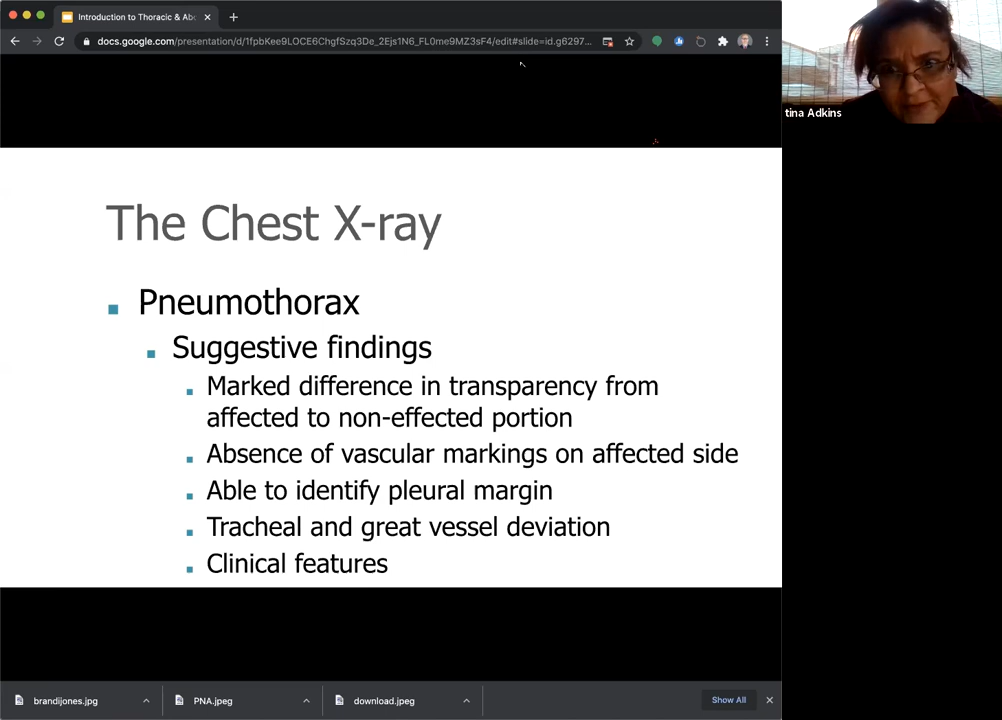 Introduction to Thoracic & Abd
docs.google.com/presentation/d/1fpbKee9LOCE6ChgfSzq3De_2Ejs1N6_FL0me9MZ3sF4/edit#slide=id.g6297...
tina Adkins
The Chest X-ray
Pneumothorax
Suggestive findings
Marked difference in transparency from
affected to non-effected portion
Absence of vascular markings on affected side
Able to identify pleural margin
Tracheal and great vessel deviation
Clinical features
brandijones.jpg
PNA.jpeg
download.jpeg
Show All